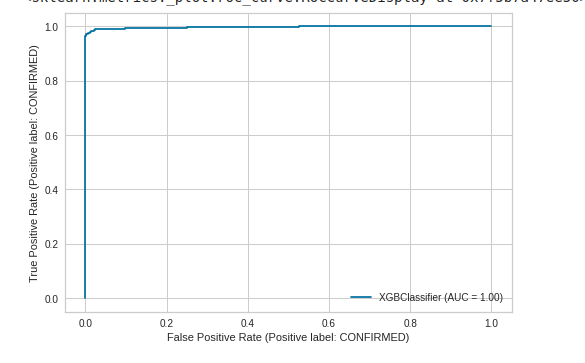 1.0
0.8
0.6
0.4
0.2
0.0
True Positive Rate (Positive label: CONFIRMED)
XGBClassifier (AUC = 1.00)
0.0 0.2 0.4 0.6 0.8 1.0
False Positive Rate (Positive label: CONFIRMED)